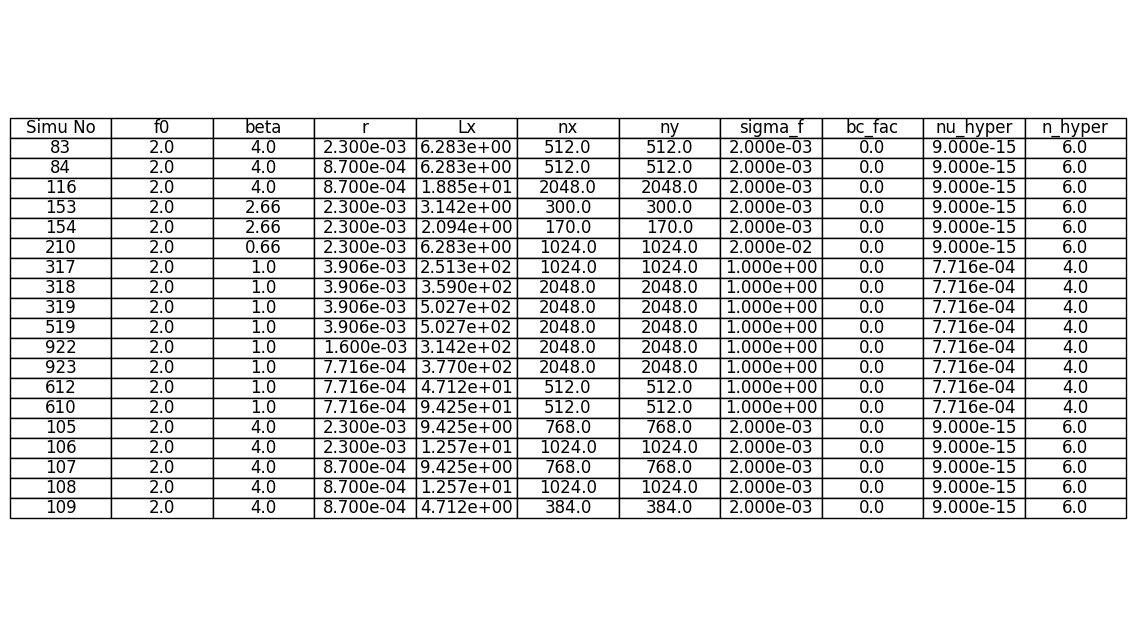 Simu No f0 beta r Lx nx ny sigma_f bc_fac nu_hyper n_hyper
83 2.0 4.0 2.300e-03 6.283e+00 512.0 512.0 2.000e-03 0.0 9.000e-15 6.0
84 2.0 4.0 8.700e-04 6.283e+00 512.0 512.0 2.000e-03 0.0 9.000e-15 6.0
116 2.0 4.0 8.700e-04 1.885e+01 2048.0 2048.0 2.000e-03 0.0 9.000e-15 6.0
153 2.0 2.66 2.300e-03 3.142e+00 300.0 300.0 2.000e-03 0.0 9.000e-15 6.0
154 2.0 2.66 2.300e-03 2.094e+00 170.0 170.0 2.000e-03 0.0 9.000e-15 6.0
210 2.0 0.66 2.300e-03 6.283e+00 1024.0 1024.0 2.000e-02 0.0 9.000e-15 6.0
317 2.0 1.0 3.906e-03 2.513e+02 1024.0 1024.0 1.000e+00 0.0 7.716e-04 4.0
318 2.0 1.0 3.906e-03 3.590e+02 2048.0 2048.0 1.000e+00 0.0 7.716e-04 4.0
319 2.0 1.0 3.906e-03 5.027e+02 2048.0 2048.0 1.000e+00 0.0 7.716e-04 4.0
519 2.0 1.0 3.906e-03 5.027e+02 2048.0 2048.0 1.000e+00 0.0 7.716e-04 4.0
922 2.0 1.0 1.600e-03 3.142e+02 2048.0 2048.0 1.000e+00 0.0 7.716e-04 4.0
923 2.0 1.0 7.716e-04 3.770e+02 2048.0 2048.0 1.000e+00 0.0 7.716e-04 4.0
612 2.0 1.0 7.716e-04 4.712e+01 512.0 512.0 1.000e+00 0.0 7.716e-04 4.0
610 2.0 1.0 7.716e-04 9.425e+01 512.0 512.0 1.000e+00 0.0 7.716e-04 4.0
105 2.0 4.0 2.300e-03 9.425e+00 768.0 768.0 2.000e-03 0.0 9.000e-15 6.0
106 2.0 4.0 2.300e-03 1.257e+01 1024.0 1024.0 2.000e-03 0.0 9.000e-15 6.0
107 2.0 4.0 8.700e-04 9.425e+00 768.0 768.0 2.000e-03 0.0 9.000e-15 6.0
108 2.0 4.0 8.700e-04 1.257e+01 1024.0 1024.0 2.000e-03 0.0 9.000e-15 6.0
109 2.0 4.0 8.700e-04 4.712e+00 384.0 384.0 2.000e-03 0.0 9.000e-15 6.0